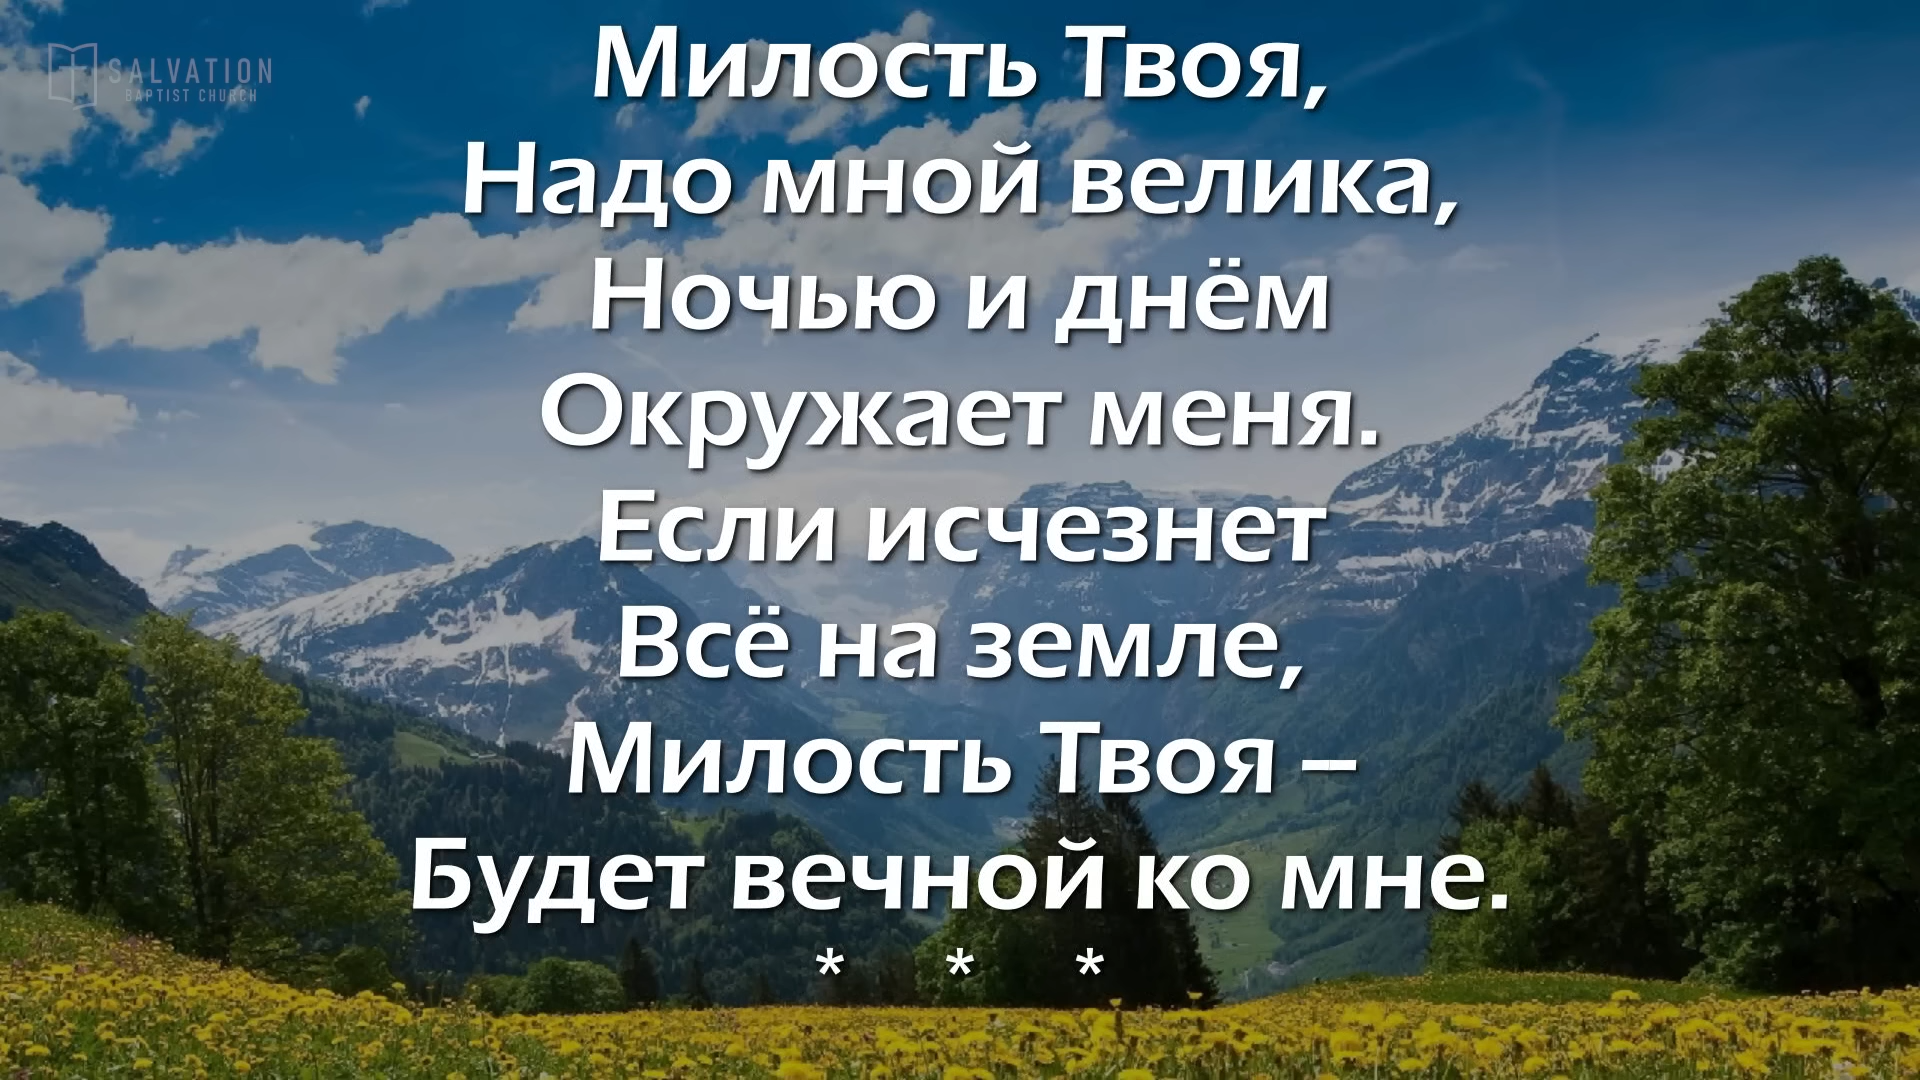 SALVATION
BAPTIST CHURCH
Милость Твоя,
Надо мной велика,
Ночью и днём
Окружает меня.
Если исчезнет
Всё на земле,
Милость Твоя –
Будет вечной ко мне.
* * *